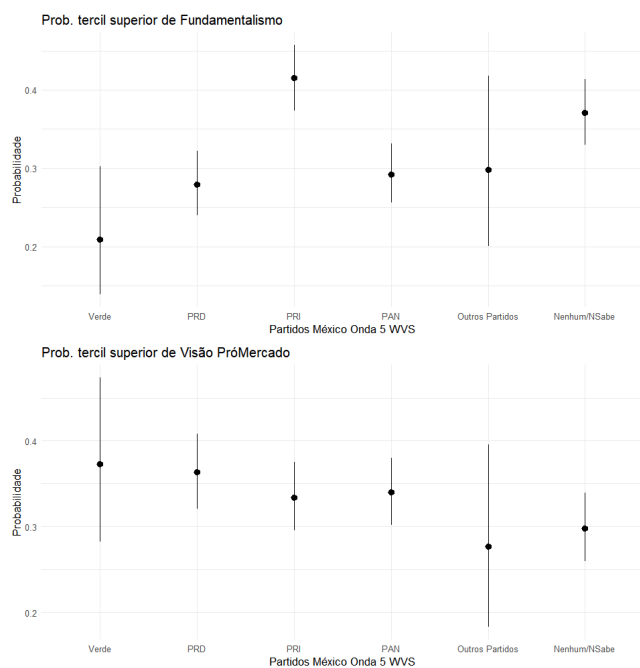 Prob. tercil superior de Fundamentalismo
0.4
0.3
0.2
Probabilidade
Verde PRD PRI PAN Outros Partidos Nenhum/NSabe
Partidos México Onda 5 WVS
Prob. tercil superior de Visão PróMercado
0.4
0.3
0.2
Probabilidade
Verde PRD PRI PAN Outros Partidos Nenhum/NSabe
Partidos México Onda 5 WVS